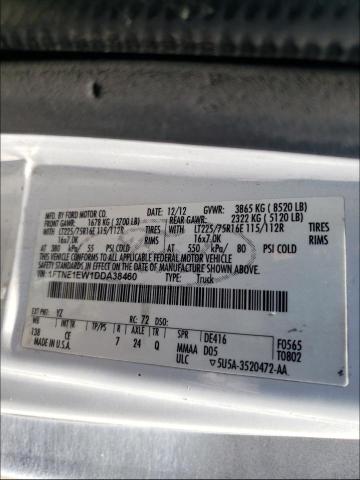 MFD. BY FORD MOTOR CO. 12/12 GVWR: 3865 KG ( 8520 LB)
FRONT GAWR: REAR GAWR: 2322 KG ( 5120 LB)
1678 KG ( 3700 LB)
WITH WITH
LT225/75R16E 115/112R TIRES LT225/75R16E 115/112R TIRES
16x7.0K RIMS 16x7.0K RIMS
AT 380 kPa/ 55 PSI COLD AT 550 kPa/ 80 PSI COLD
THIS VEHICLE CONFORMS TO ALL APPLICABLE FEDERAL MOTOR VEHICLE
SAFETY AND THEFT PREVENTION STANDARDS IN EFFECT ON THE DATE OF MANUFACTURE SHOWN ABOVE.
VIN: 1FTNE1EW1DDA38460 TYPE: Truck
EXT PNT: YZ RC: 72 DSO: F0565
WB INT TR TP/PS R AXLE TR SPR DE416 T0802
138 CE 7 24 Q MMAA D05
MADE IN U.S.A. ULC 5U5A-3520472-AA